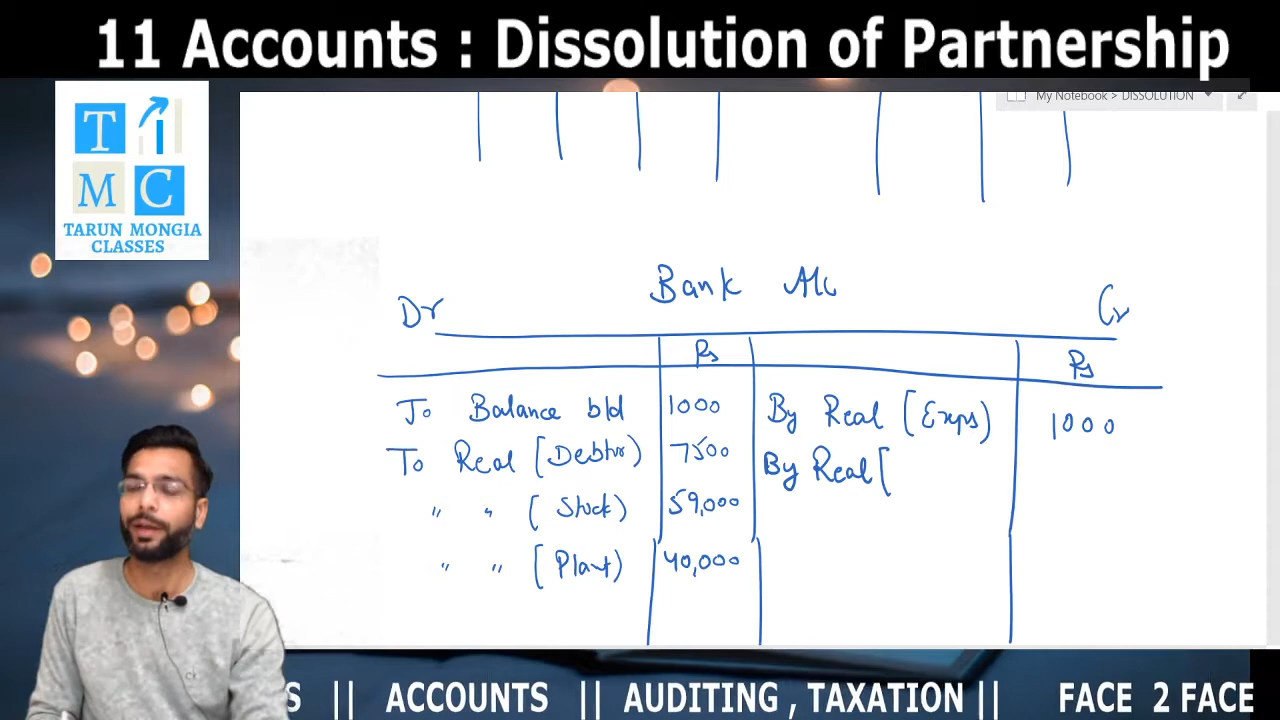 11 Accounts : Dissolution of Partnership
My Notebook > DISSOLUTION
T
M C
TARUN MONGIA
CLASSES
Bank A/c
Dr Cr
Rs Rs
To Balance b/d 1000 By Real [Exps) 1000
To Real [Debtor) 7500 By Real [
" " [Stock) 59,000
" " [Plant) 40,000
S || ACCOUNTS || AUDITING , TAXATION || FACE 2 FACE